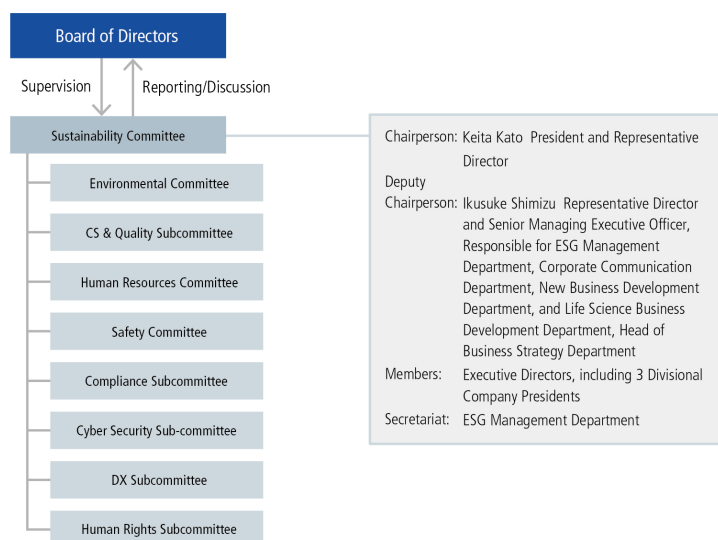 Board of Directors
Supervision
Reporting/Discussion
Sustainability Committee
Environmental Committee
CS & Quality Subcommittee
Human Resources Committee
Safety Committee
Compliance Subcommittee
Cyber Security Sub-committee
DX Subcommittee
Human Rights Subcommittee
Chairperson: Keita Kato President and Representative
Director
Deputy
Chairperson: Ikusuke Shimizu Representative Director
and Senior Managing Executive Officer,
Responsible for ESG Management
Department, Corporate Communication
Department, New Business Development
Department, and Life Science Business
Development Department, Head of
Business Strategy Department
Members: Executive Directors, including 3 Divisional
Company Presidents
Secretariat: ESG Management Department